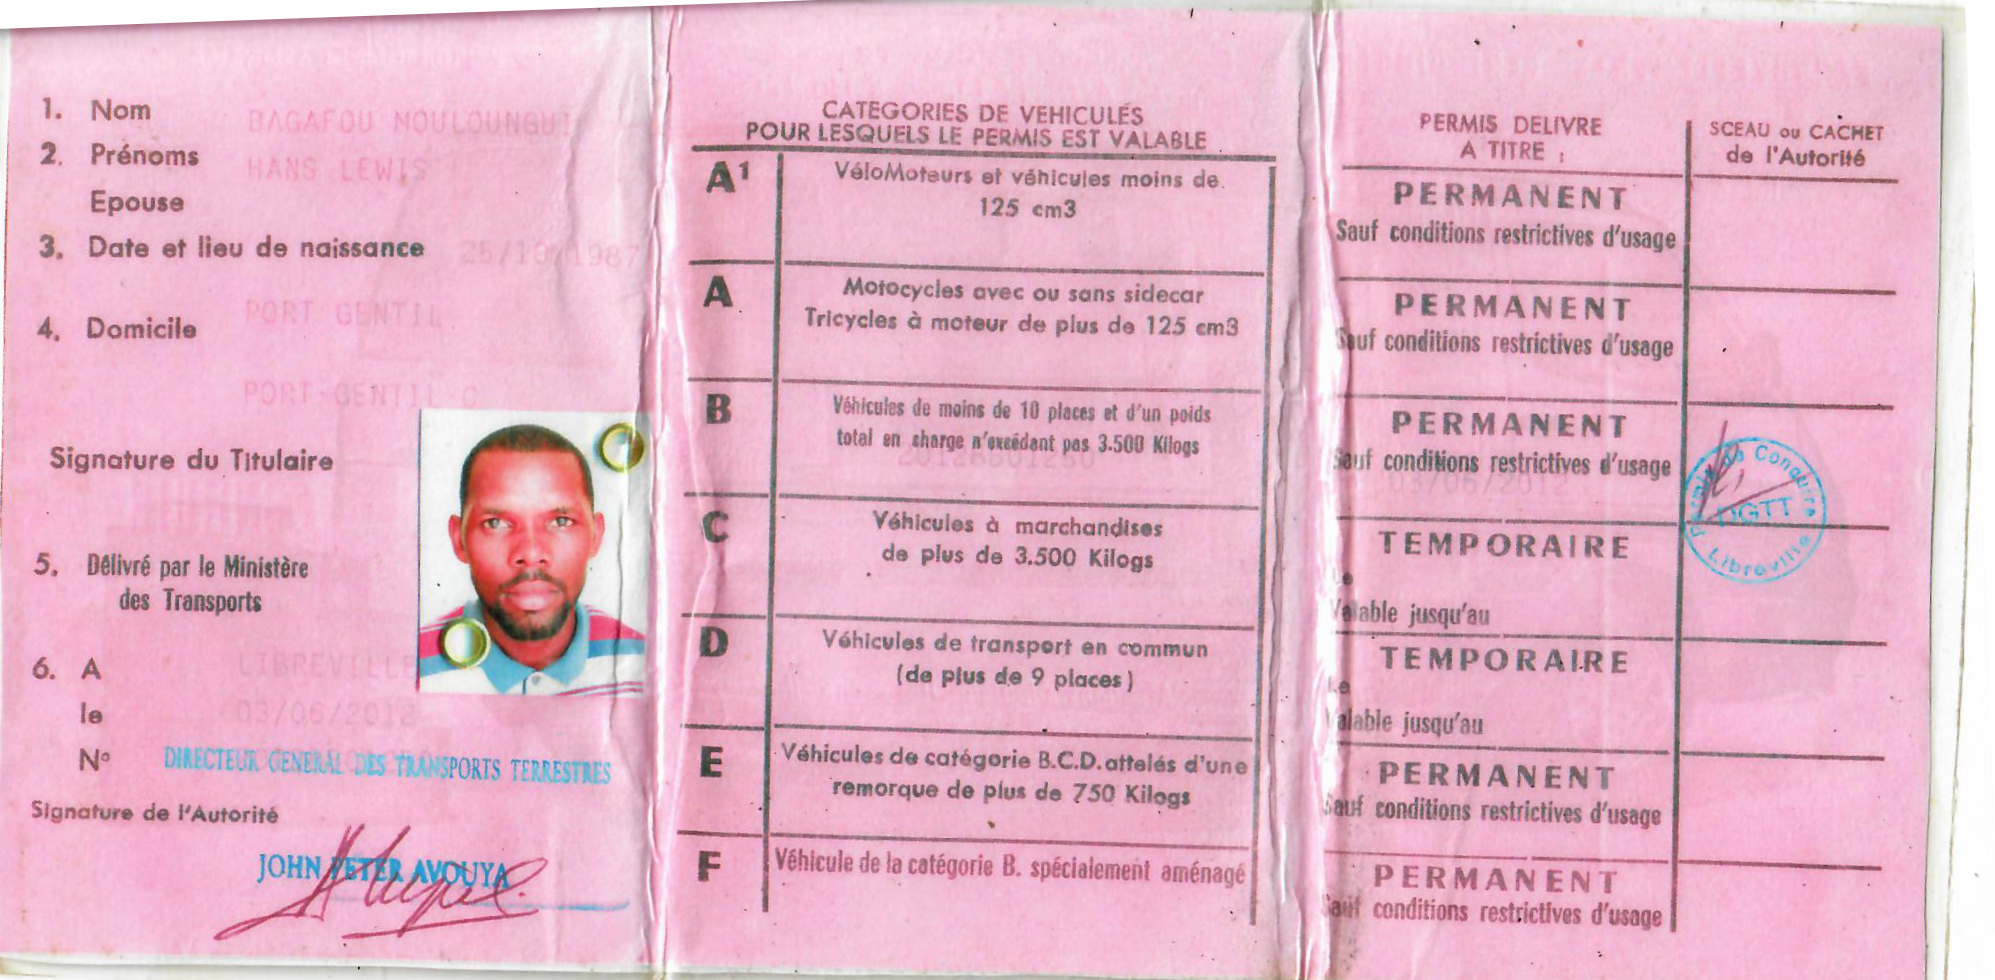 1. Nom BAGAFOU MOULOUNGUI
2. Prénoms HANS LEWIS
Epouse
3. Date et lieu de naissance 25/10/1987
PORT GENTIL
4. Domicile
PORT-GENTIL
Signature du Titulaire
5. Délivré par le Ministère
des Transports
6. A LIBREVILLE
le 03/06/2012
N°
DIRECTEUR GENERAL DES TRANSPORTS TERRESTRES
Signature de l'Autorité
JOHN PETER AVOUYA
CATEGORIES DE VEHICULES
POUR LESQUELS LE PERMIS EST VALABLE
A¹ VéloMoteurs et véhicules moins de
125 cm3
A Motocycles avec ou sans sidecar
Tricycles à moteur de plus de 125 cm3
B Véhicules de moins de 10 places et d'un poids
total en charge n'excédant pas 3.500 Kilogs
C Véhicules à marchandises
de plus de 3.500 Kilogs
D Véhicules de transport en commun
(de plus de 9 places)
E Véhicules de catégorie B.C.D. attelés d'une
remorque de plus de 750 Kilogs
F Véhicule de la catégorie B. spécialement aménagé
PERMIS DELIVRE
A TITRE :
SCEAU ou CACHET
de l'Autorité
PERMANENT
Sauf conditions restrictives d'usage
PERMANENT
Sauf conditions restrictives d'usage
PERMANENT
Sauf conditions restrictives d'usage
03/06/2012
Permis de Conduire
DGTT
Libreville
TEMPORAIRE
Le
Valable jusqu'au
TEMPORAIRE
Le
Valable jusqu'au
PERMANENT
Sauf conditions restrictives d'usage
PERMANENT
Sauf conditions restrictives d'usage